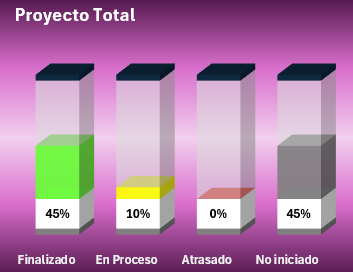 Proyecto Total
45% 10% 0% 45%
Finalizado En Proceso Atrasado No iniciado